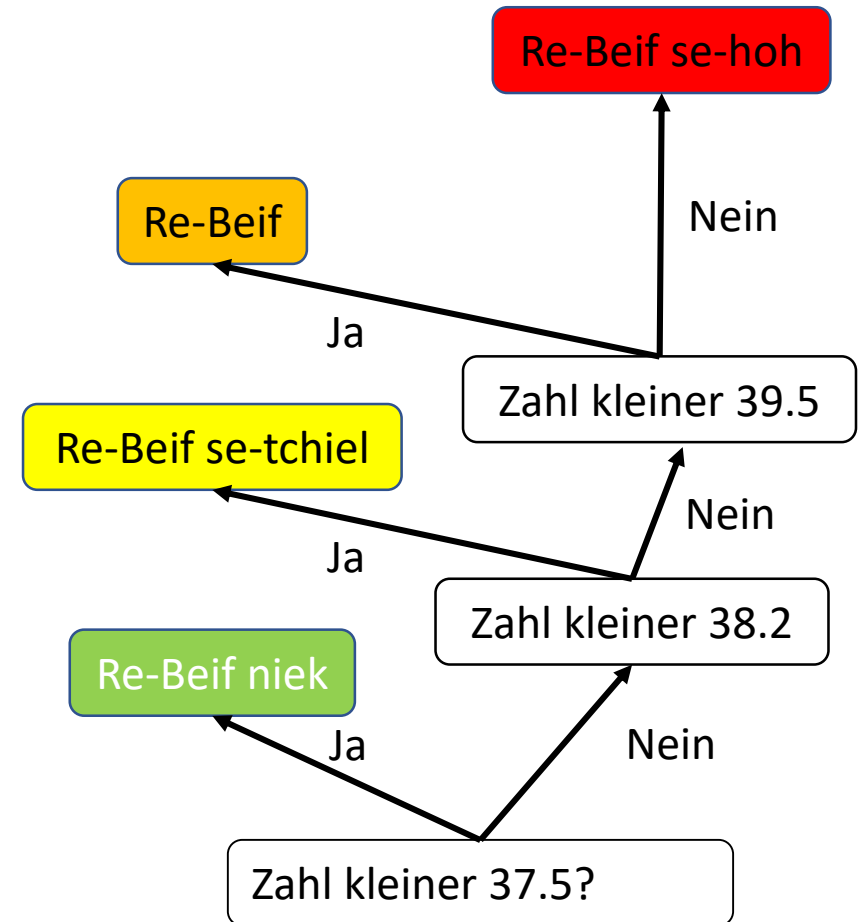 Re-Beif se-hoh
Nein
Re-Beif
Ja
Zahl kleiner 39.5
Re-Beif se-tchiel
Nein
Ja
Zahl kleiner 38.2
Re-Beif niek
Ja
Nein
Zahl kleiner 37.5?